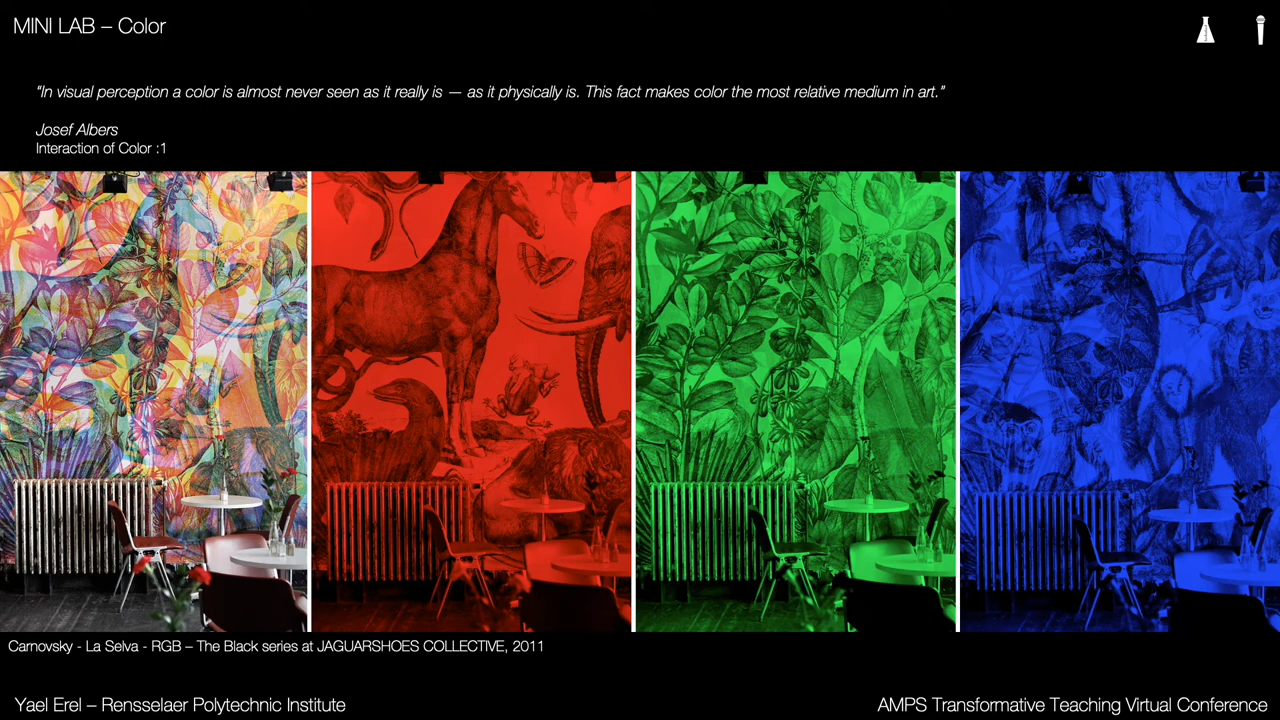 MINI LAB – Color
“In visual perception a color is almost never seen as it really is — as it physically is. This fact makes color the most relative medium in art.”
Josef Albers
Interaction of Color :1
Carnovsky - La Selva - RGB – The Black series at JAGUARSHOES COLLECTIVE, 2011
Yael Erel – Rensselaer Polytechnic Institute
AMPS Transformative Teaching Virtual Conference